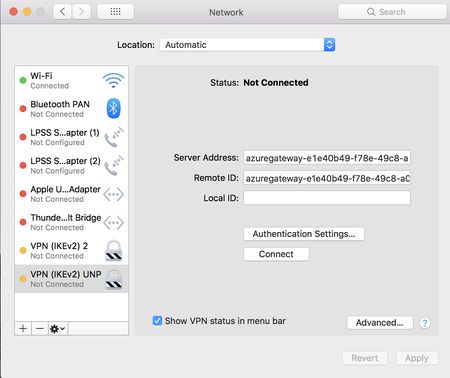 Network
Search
Location: Automatic
Wi-Fi
Connected
Bluetooth PAN
Not Connected
LPSS S...apter (1)
Not Configured
LPSS S...apter (2)
Not Configured
Apple U...Adapter
Not Connected
Thunde...lt Bridge
Not Connected
VPN (IKEv2) 2
Not Connected
VPN (IKEv2) UNP
Not Connected
Status: Not Connected
Server Address: azuregateway-e1e40b49-f78e-49c8-a
Remote ID: azuregateway-e1e40b49-f78e-49c8-a0
Local ID:
Authentication Settings...
Connect
Show VPN status in menu bar
Advanced...
?
Revert
Apply